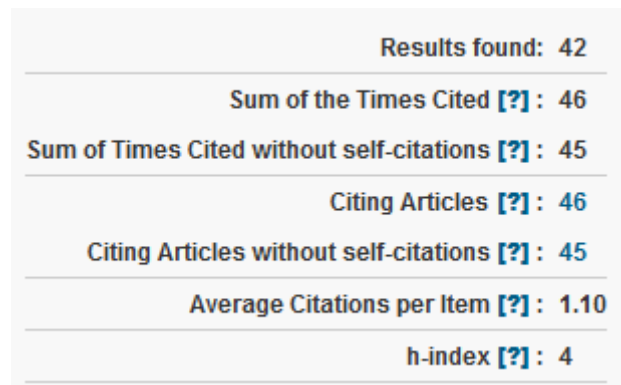 Results found: 42
Sum of the Times Cited [?] : 46
Sum of Times Cited without self-citations [?] : 45
Citing Articles [?] : 46
Citing Articles without self-citations [?] : 45
Average Citations per Item [?] : 1.10
h-index [?] : 4